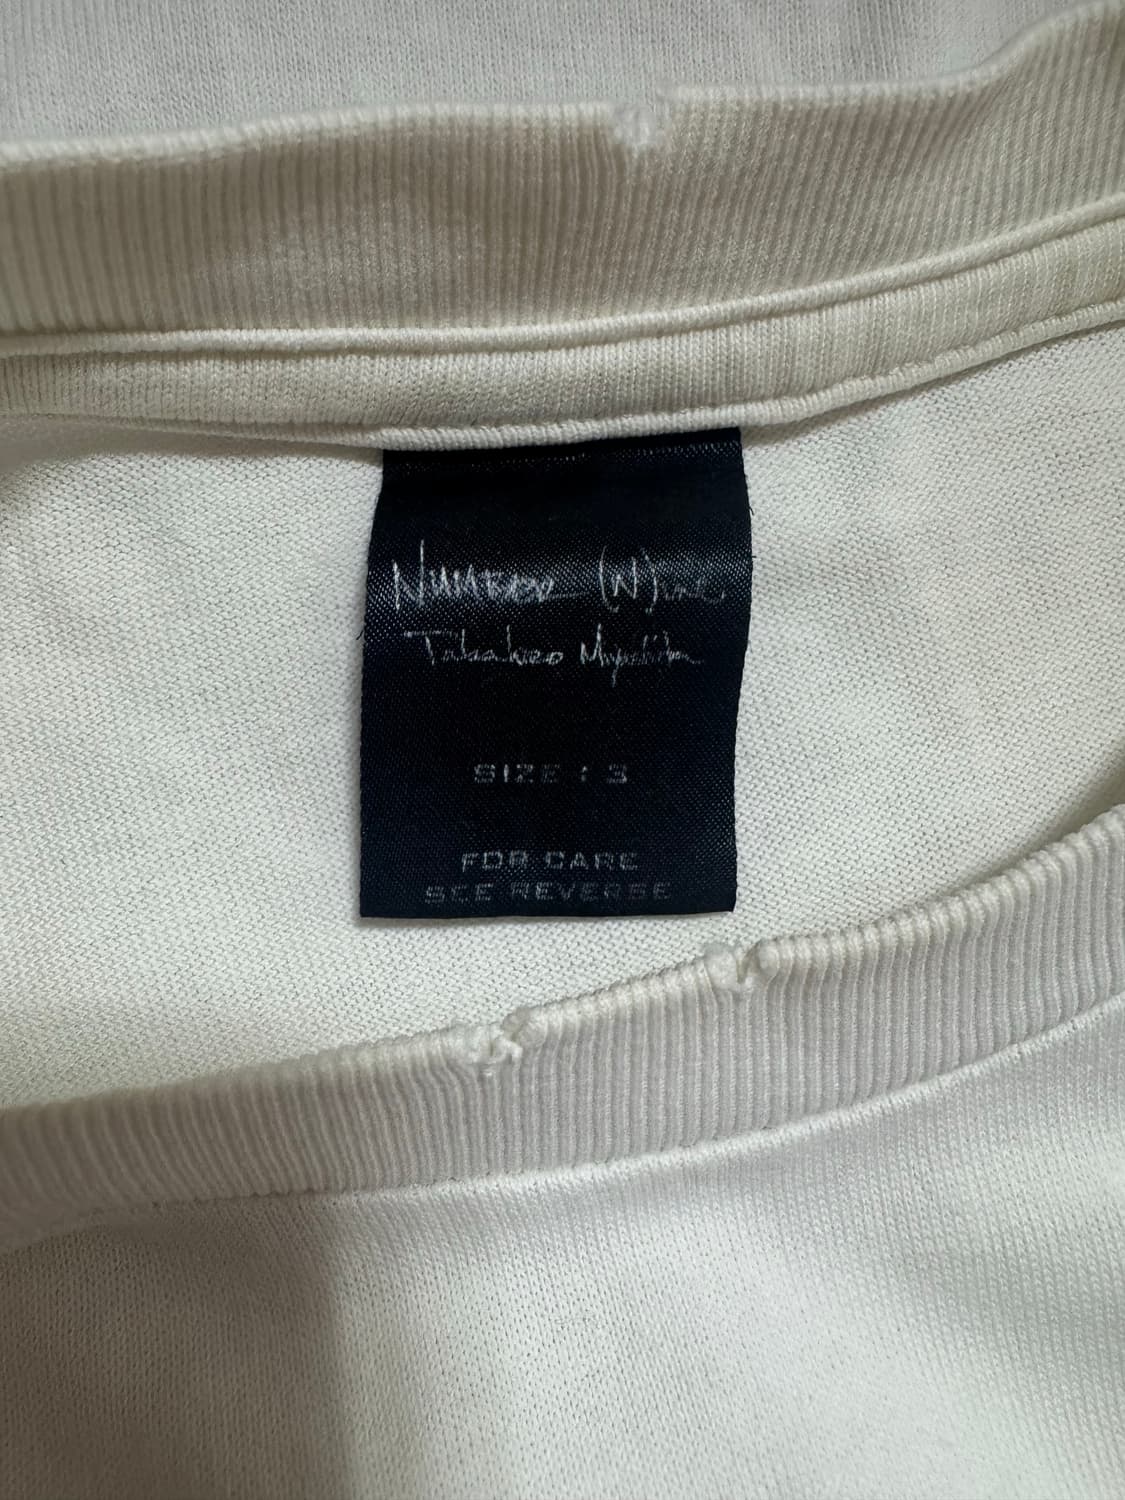 NUMBER (N)ine
Takahiro Miyashita
SIZE : 3
FOR CARE
SEE REVERSE